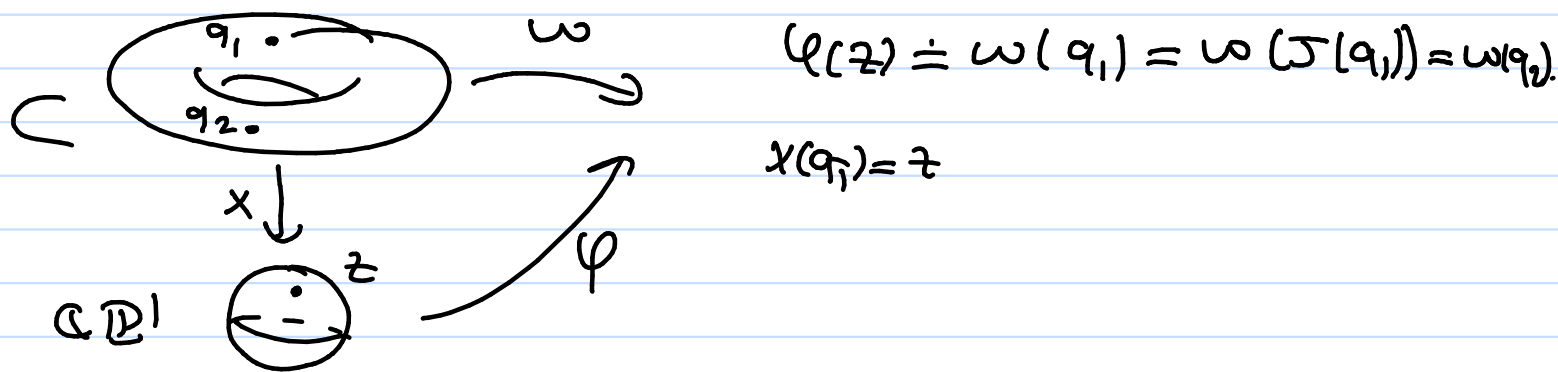 q₁ ω φ(z) ≐ ω(q₁) = ω(J(q₁)) = ω(q₂).
C q₂
x x(q₁) = z
z φ
ℂℙ¹